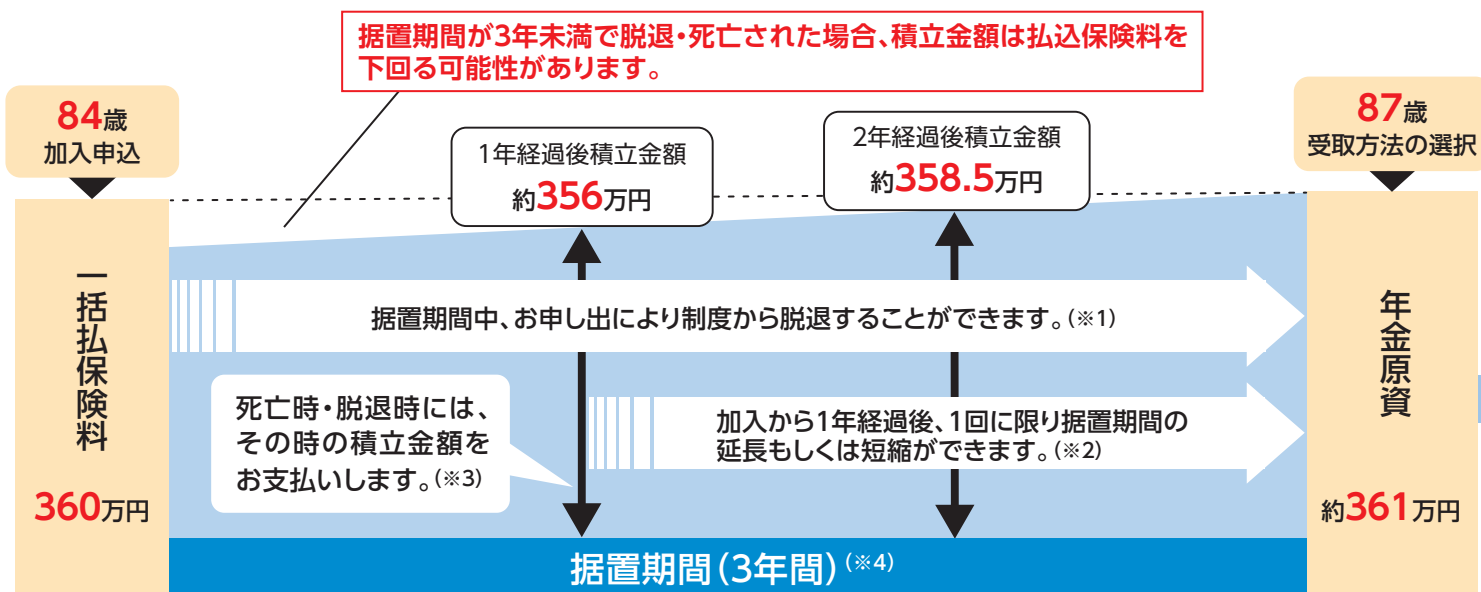 据置期間が3年未満で脱退・死亡された場合、積立金額は払込保険料を
下回る可能性があります。
84歳
加入申込
1年経過後積立金額
約356万円
2年経過後積立金額
約358.5万円
87歳
受取方法の選択
一括払保険料
360万円
据置期間中、お申し出により制度から脱退することができます。(※1)
死亡時・脱退時には、
その時の積立金額を
お支払いします。(※3)
加入から1年経過後、1回に限り据置期間の
延長もしくは短縮ができます。(※2)
年金原資
約361万円
据置期間(3年間)(※4)